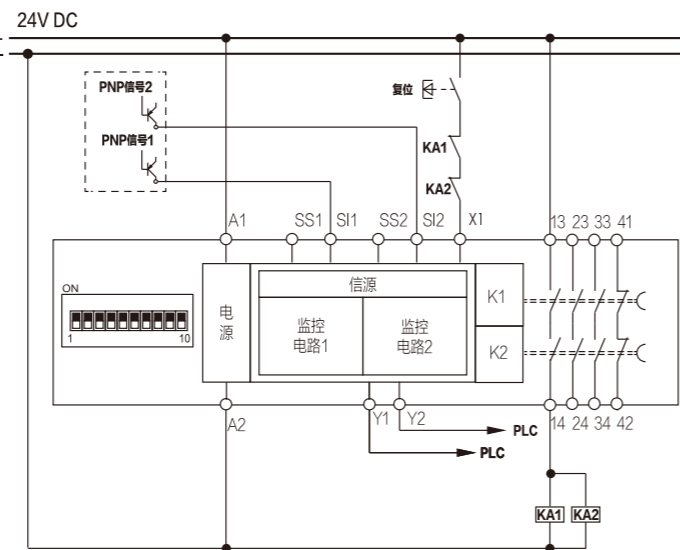 24V DC
PNP信号2
复位
PNP信号1
KA1
KA2
A1 SS1 SI1 SS2 SI2 X1 13 23 33 41
ON
1 10
电源
信源
监控
电路1
监控
电路2
K1
K2
A2 Y1 Y2 14 24 34 42
PLC
PLC
KA1 KA2